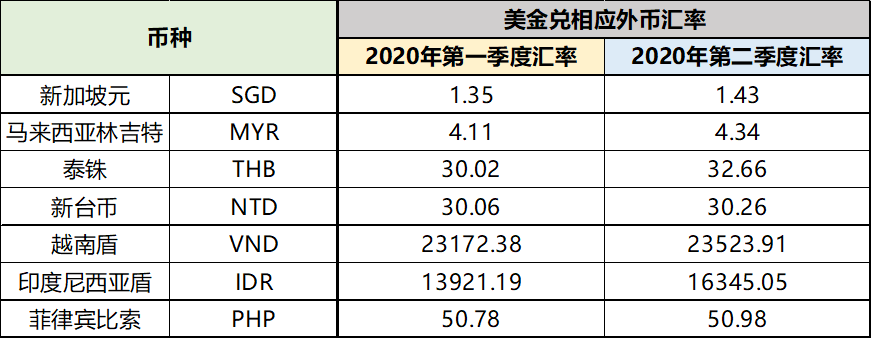 币种 美金兑相应外币汇率
2020年第一季度汇率 2020年第二季度汇率
新加坡元 SGD 1.35 1.43
马来西亚林吉特 MYR 4.11 4.34
泰铢 THB 30.02 32.66
新台币 NTD 30.06 30.26
越南盾 VND 23172.38 23523.91
印度尼西亚盾 IDR 13921.19 16345.05
菲律宾比索 PHP 50.78 50.98